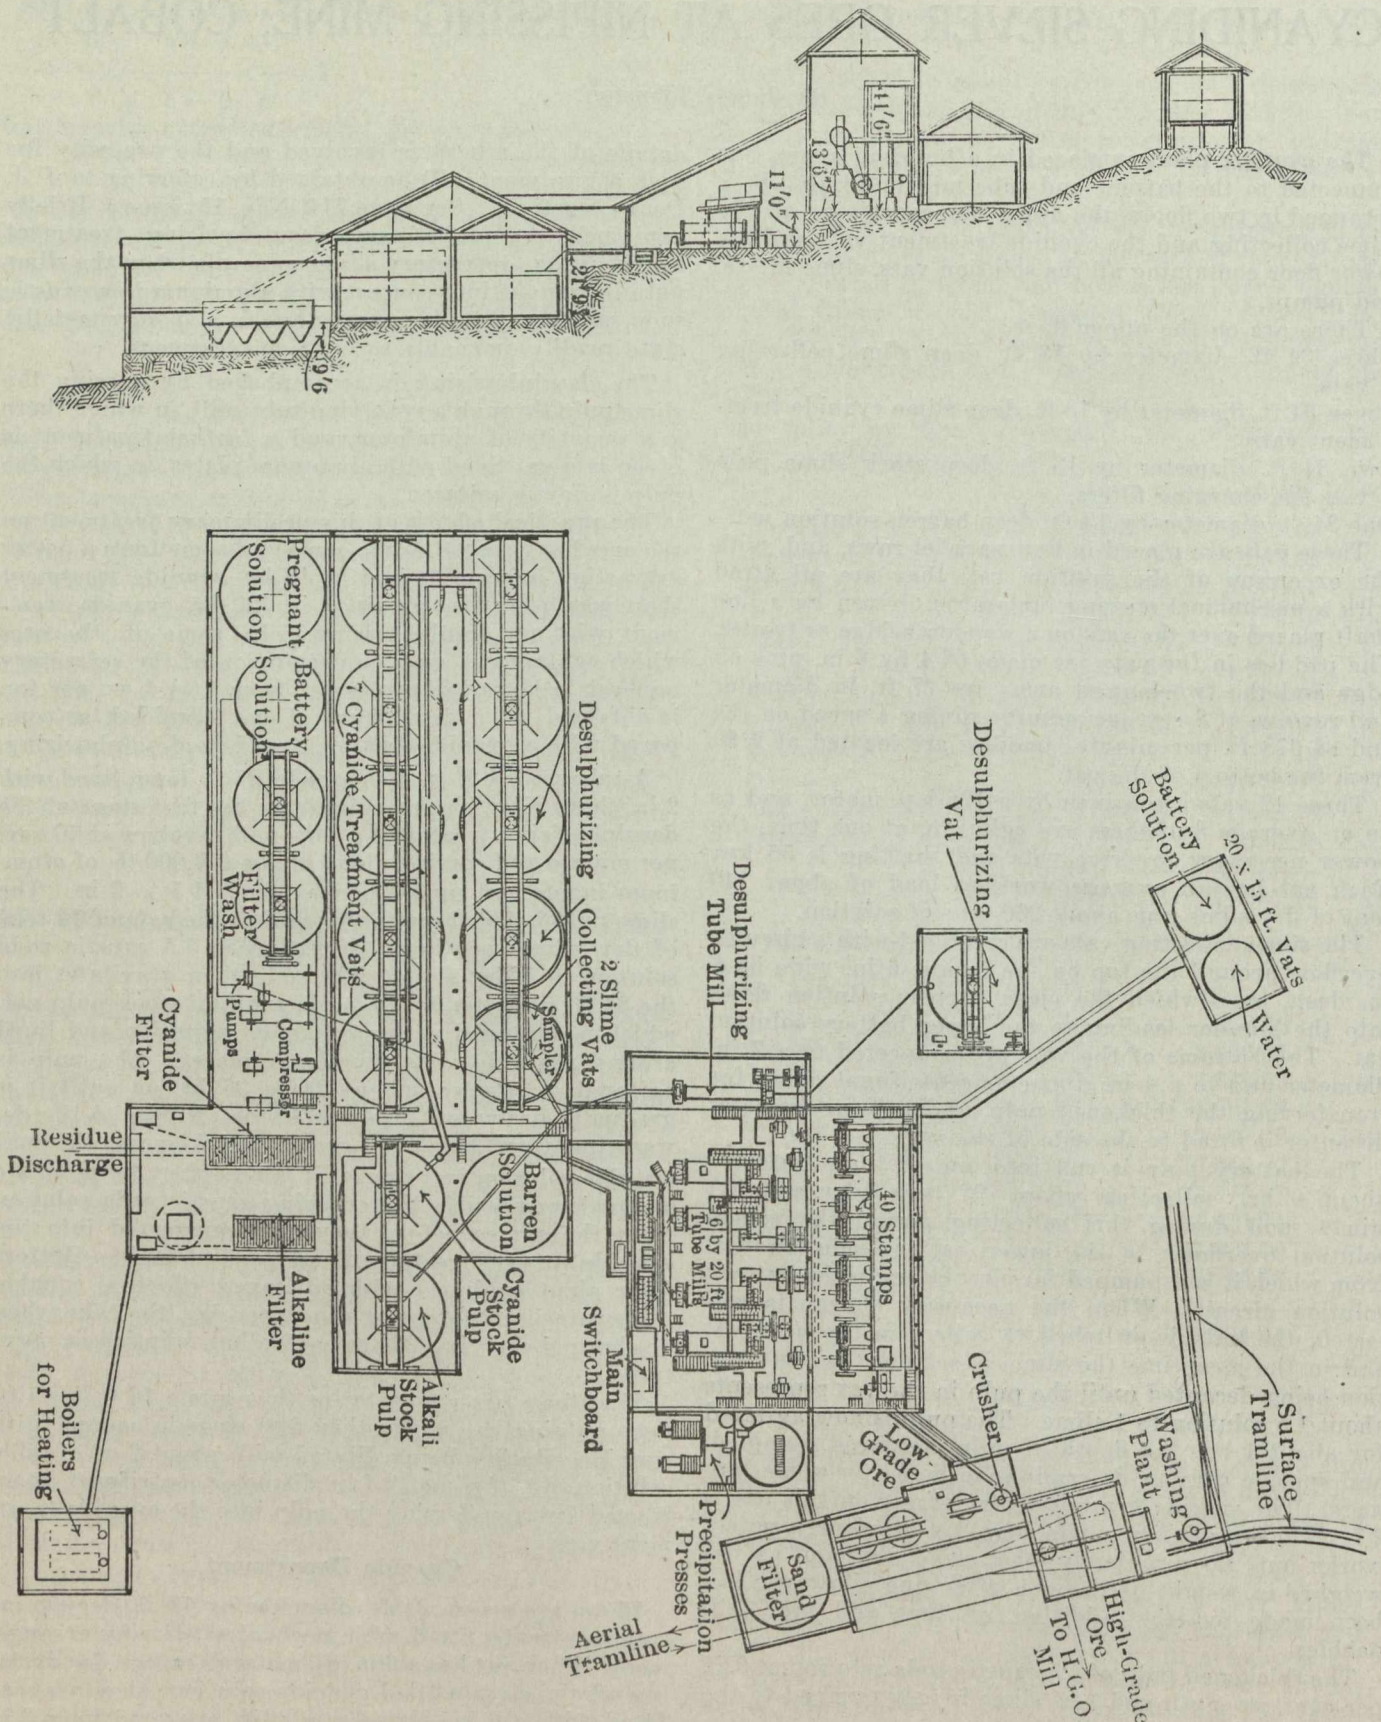 11'6"
13'6"
11'0"
21'9"
9'6
Pregnant
Solution
Battery
Solution
7 Cyanide Treatment Vats
Filter
Wash
Pumps
Compressor
Cyanide
Filter
Residue
Discharge
Desulphurizing
Collecting Vats
2 Slime
Sampler
Desulphurizing
Tube Mill
Desulphurizing
Vat
Battery
Solution
20 x 15 ft. Vats
Water
Barren
Solution
Cyanide
Stock
Pulp
Alkali
Stock
Pulp
Alkaline
Filter
Boilers
for Heating
40 Stamps
6 by 20 ft.
Tube Mills
Main
Switchboard
Precipitation
Presses
Low-
Grade
Ore
Crusher
Washing
Plant
Surface
Tramline
Sand
Filter
Aerial
Tramline
High-Grade
Ore
To H.G.O
Mill